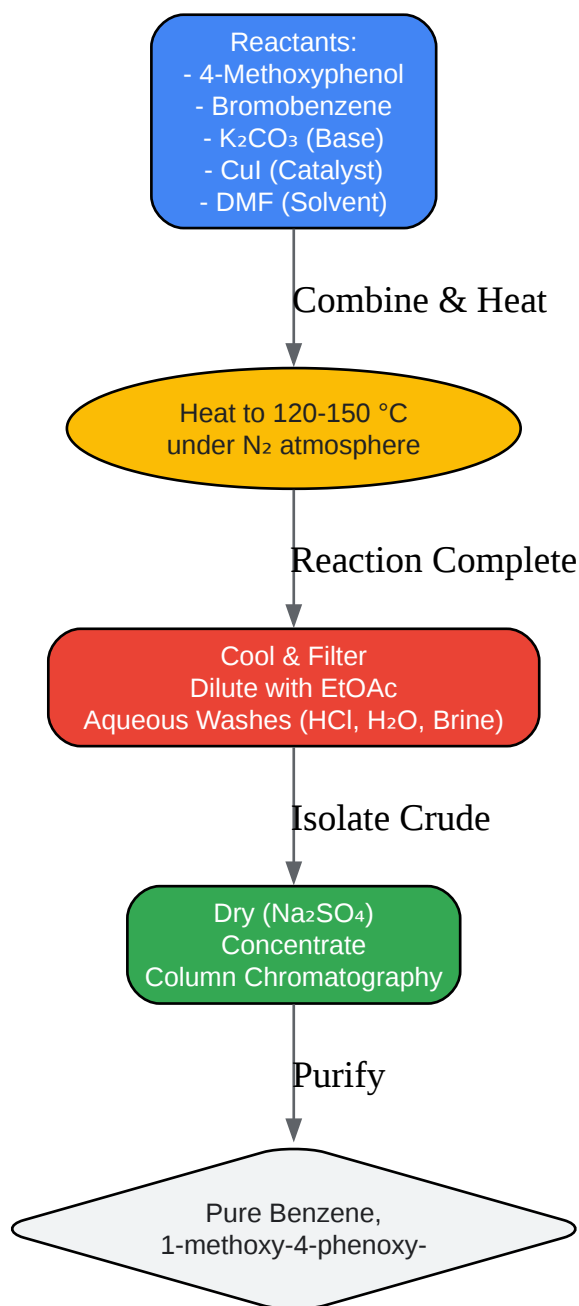 Reactants:
- 4-Methoxyphenol
- Bromobenzene
- K₂CO₃ (Base)
- CuI (Catalyst)
- DMF (Solvent)
Combine & Heat
Heat to 120-150 °C
under N₂ atmosphere
Reaction Complete
Cool & Filter
Dilute with EtOAc
Aqueous Washes (HCl, H₂O, Brine)
Isolate Crude
Dry (Na₂SO₄)
Concentrate
Column Chromatography
Purify
Pure Benzene,
1-methoxy-4-phenoxy-